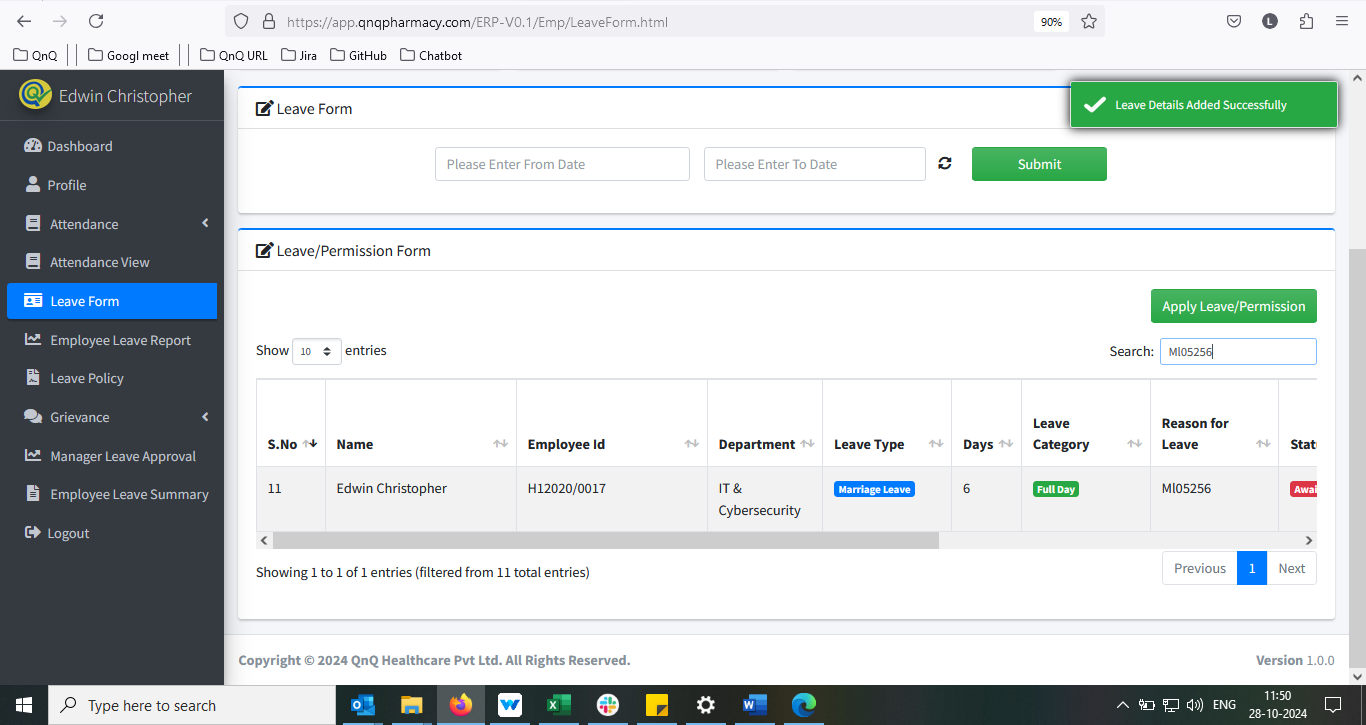 https://app.qnqpharmacy.com/ERP-V0.1/Emp/LeaveForm.html
90%
L
QnQ
Googl meet
QnQ URL
Jira
GitHub
Chatbot
Edwin Christopher
Dashboard
Profile
Attendance
Attendance View
Leave Form
Employee Leave Report
Leave Policy
Grievance
Manager Leave Approval
Employee Leave Summary
Logout
Leave Form
Leave Details Added Successfully
Please Enter From Date
Please Enter To Date
Submit
Leave/Permission Form
Apply Leave/Permission
Show 10 entries
Search: Ml05256
S.No Name Employee Id Department Leave Type Days Leave Category Reason for Leave Stat
11 Edwin Christopher H12020/0017 IT & Cybersecurity Marriage Leave 6 Full Day Ml05256 Awai
Showing 1 to 1 of 1 entries (filtered from 11 total entries)
Previous 1 Next
Copyright © 2024 QnQ Healthcare Pvt Ltd. All Rights Reserved.
Version 1.0.0
Type here to search
ENG
11:50
28-10-2024